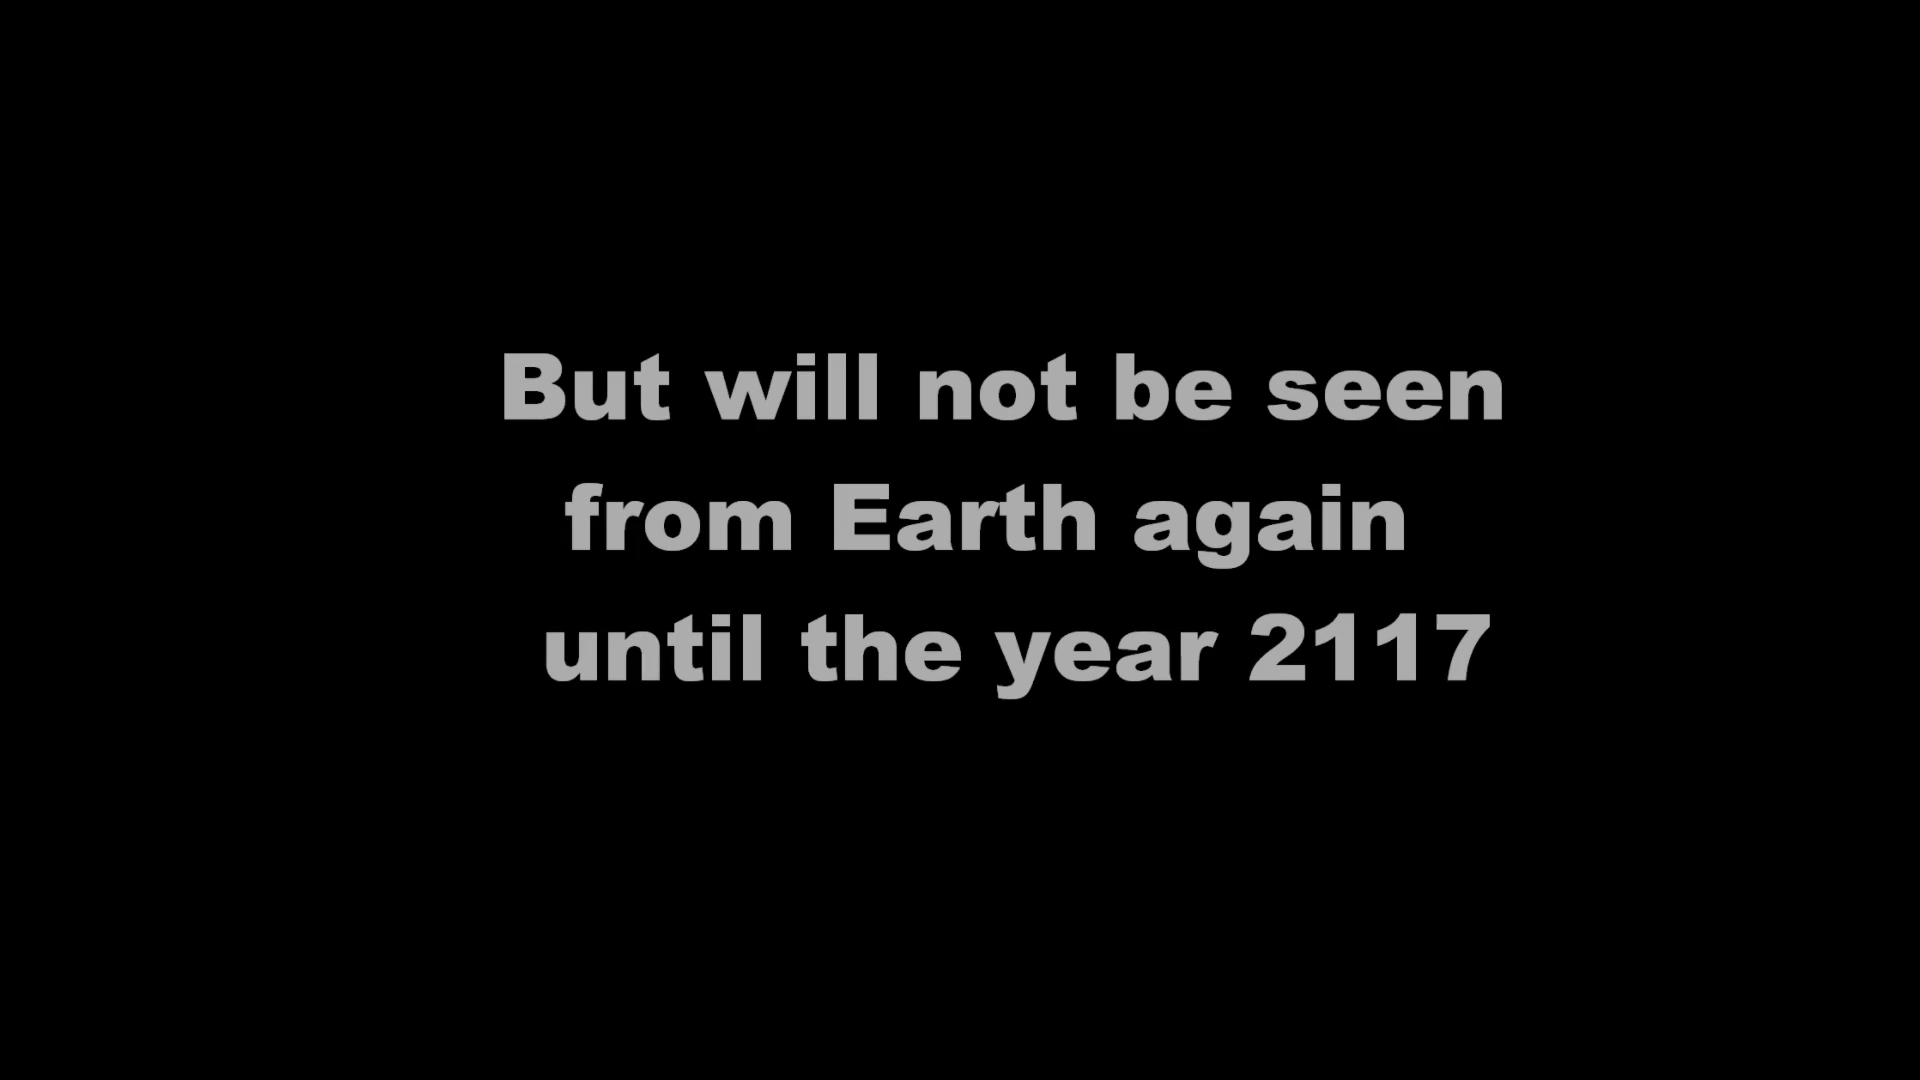 But will not be seen
from Earth again
until the year 2117